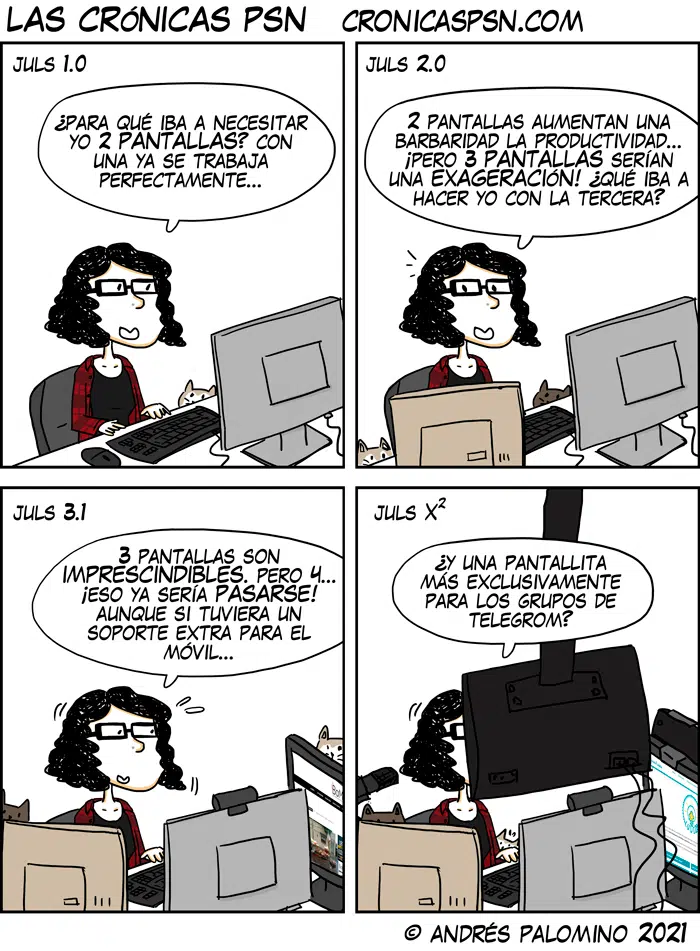 LAS CRÓNICAS PSN CRONICASPSN.COM
JULS 1.0
¿PARA QUÉ IBA A NECESITAR
YO 2 PANTALLAS? CON
UNA YA SE TRABAJA
PERFECTAMENTE...
JULS 2.0
2 PANTALLAS AUMENTAN UNA
BARBARIDAD LA PRODUCTIVIDAD...
¡PERO 3 PANTALLAS SERÍAN
UNA EXAGERACIÓN! ¿QUÉ IBA A
HACER YO CON LA TERCERA?
JULS 3.1
3 PANTALLAS SON
IMPRESCINDIBLES. PERO 4...
¡ESO YA SERÍA PASARSE!
AUNQUE SI TUVIERA UN
SOPORTE EXTRA PARA EL
MÓVIL...
JULS X²
¿Y UNA PANTALLITA
MÁS EXCLUSIVAMENTE
PARA LOS GRUPOS DE
TELEGROM?
© ANDRÉS PALOMINO 2021